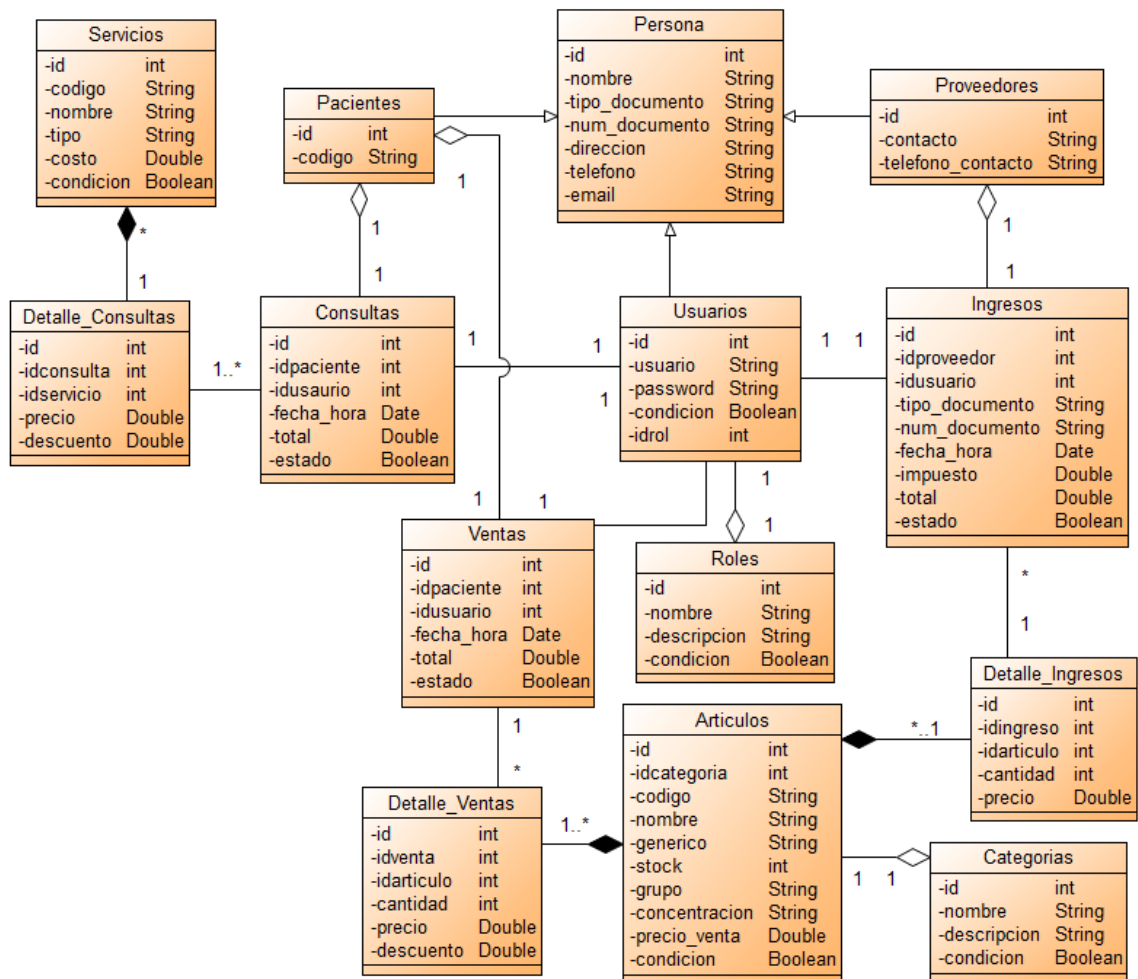 Servicios
-id int
-codigo String
-nombre String
-tipo String
-costo Double
-condicion Boolean
*
1
Pacientes
-id int
-codigo String
1
1
1
Persona
-id int
-nombre String
-tipo_documento String
-num_documento String
-direccion String
-telefono String
-email String
Proveedores
-id int
-contacto String
-telefono_contacto String
1
1
Detalle_Consultas
-id int
-idconsulta int
-idservicio int
-precio Double
-descuento Double
1..*
Consultas
-id int
-idpaciente int
-idusaurio int
-fecha_hora Date
-total Double
-estado Boolean
1
1
1
Usuarios
-id int
-usuario String
-password String
-condicion Boolean
-idrol int
1 1
Ingresos
-id int
-idproveedor int
-idusuario int
-tipo_documento String
-num_documento String
-fecha_hora Date
-impuesto Double
-total Double
-estado Boolean
*
1
1 1
1
1
Ventas
-id int
-idpaciente int
-idusuario int
-fecha_hora Date
-total Double
-estado Boolean
1
*
Roles
-id int
-nombre String
-descripcion String
-condicion Boolean
Detalle_Ingresos
-id int
-idingreso int
-idarticulo int
-cantidad int
-precio Double
*..1
Articulos
-id int
-idcategoria int
-codigo String
-nombre String
-generico String
-stock int
-grupo String
-concentracion String
-precio_venta Double
-condicion Boolean
1..*
Detalle_Ventas
-id int
-idventa int
-idarticulo int
-cantidad int
-precio Double
-descuento Double
1 1
Categorias
-id int
-nombre String
-descripcion String
-condicion Boolean